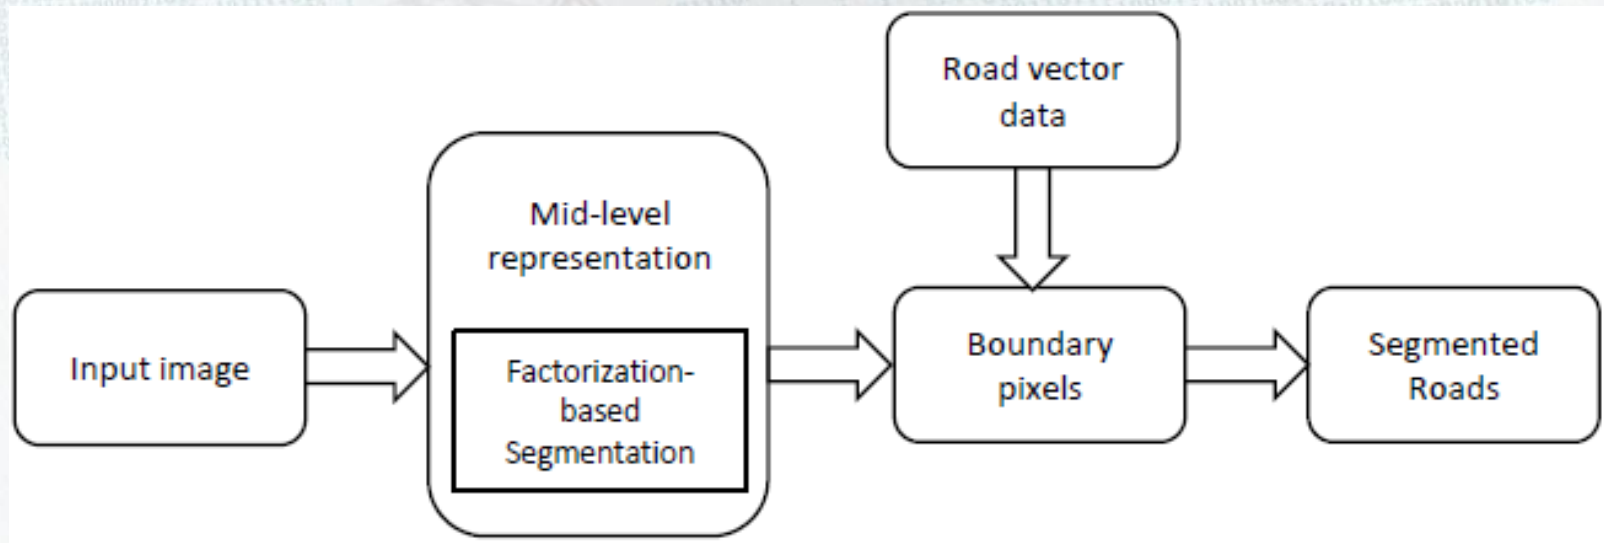 Road vector
data
Mid-level
representation
Input image
Factorization-
based
Segmentation
Boundary
pixels
Segmented
Roads